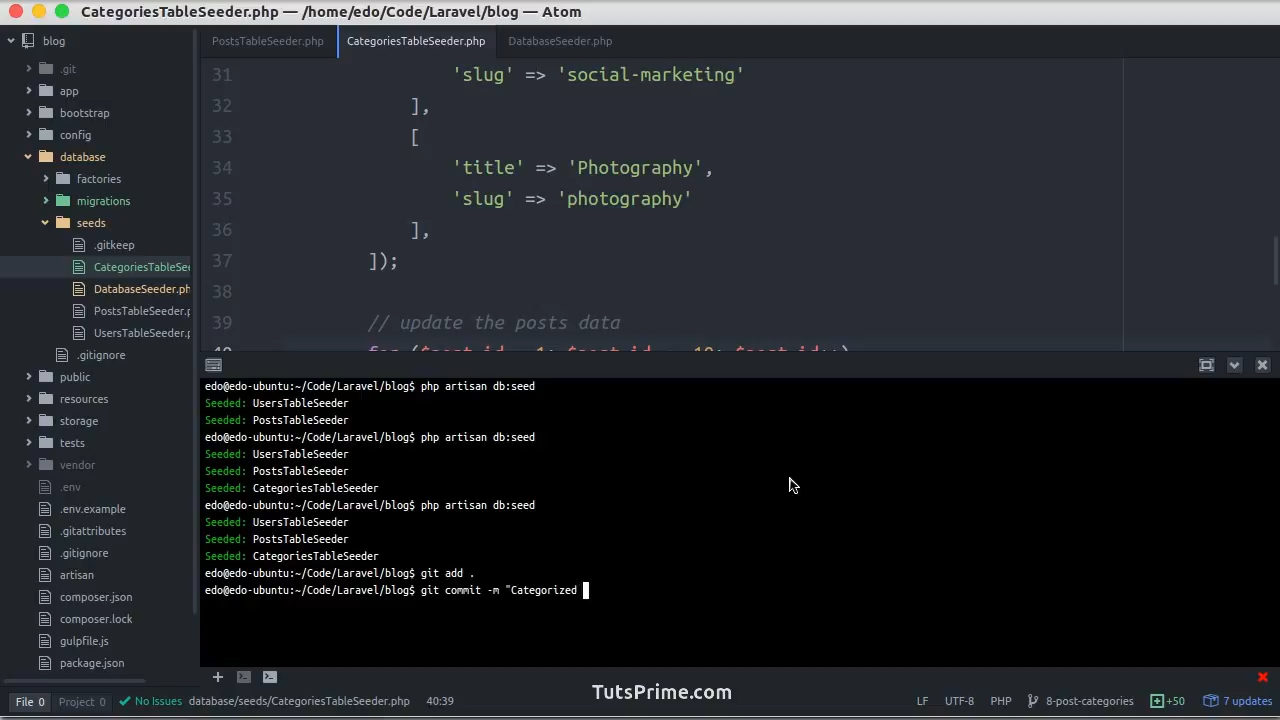 CategoriesTableSeeder.php — /home/edo/Code/Laravel/blog — Atom
blog
.git
app
bootstrap
config
database
factories
migrations
seeds
.gitkeep
CategoriesTableSee
DatabaseSeeder.ph
PostsTableSeeder.p
UsersTableSeeder.p
.gitignore
public
resources
storage
tests
vendor
.env
.env.example
.gitattributes
.gitignore
artisan
composer.json
composer.lock
gulpfile.js
package.json
PostsTableSeeder.php CategoriesTableSeeder.php DatabaseSeeder.php
31 'slug' => 'social-marketing'
32 ],
33 [
34 'title' => 'Photography',
35 'slug' => 'photography'
36 ],
37 ]);
38
39 // update the posts data
edo@edo-ubuntu:~/Code/Laravel/blog$ php artisan db:seed
Seeded: UsersTableSeeder
Seeded: PostsTableSeeder
edo@edo-ubuntu:~/Code/Laravel/blog$ php artisan db:seed
Seeded: UsersTableSeeder
Seeded: PostsTableSeeder
Seeded: CategoriesTableSeeder
edo@edo-ubuntu:~/Code/Laravel/blog$ php artisan db:seed
Seeded: UsersTableSeeder
Seeded: PostsTableSeeder
Seeded: CategoriesTableSeeder
edo@edo-ubuntu:~/Code/Laravel/blog$ git add .
edo@edo-ubuntu:~/Code/Laravel/blog$ git commit -m "Categorized
TutsPrime.com
File 0 Project 0 No Issues database/seeds/CategoriesTableSeeder.php 40:39 LF UTF-8 PHP 8-post-categories +50 7 updates